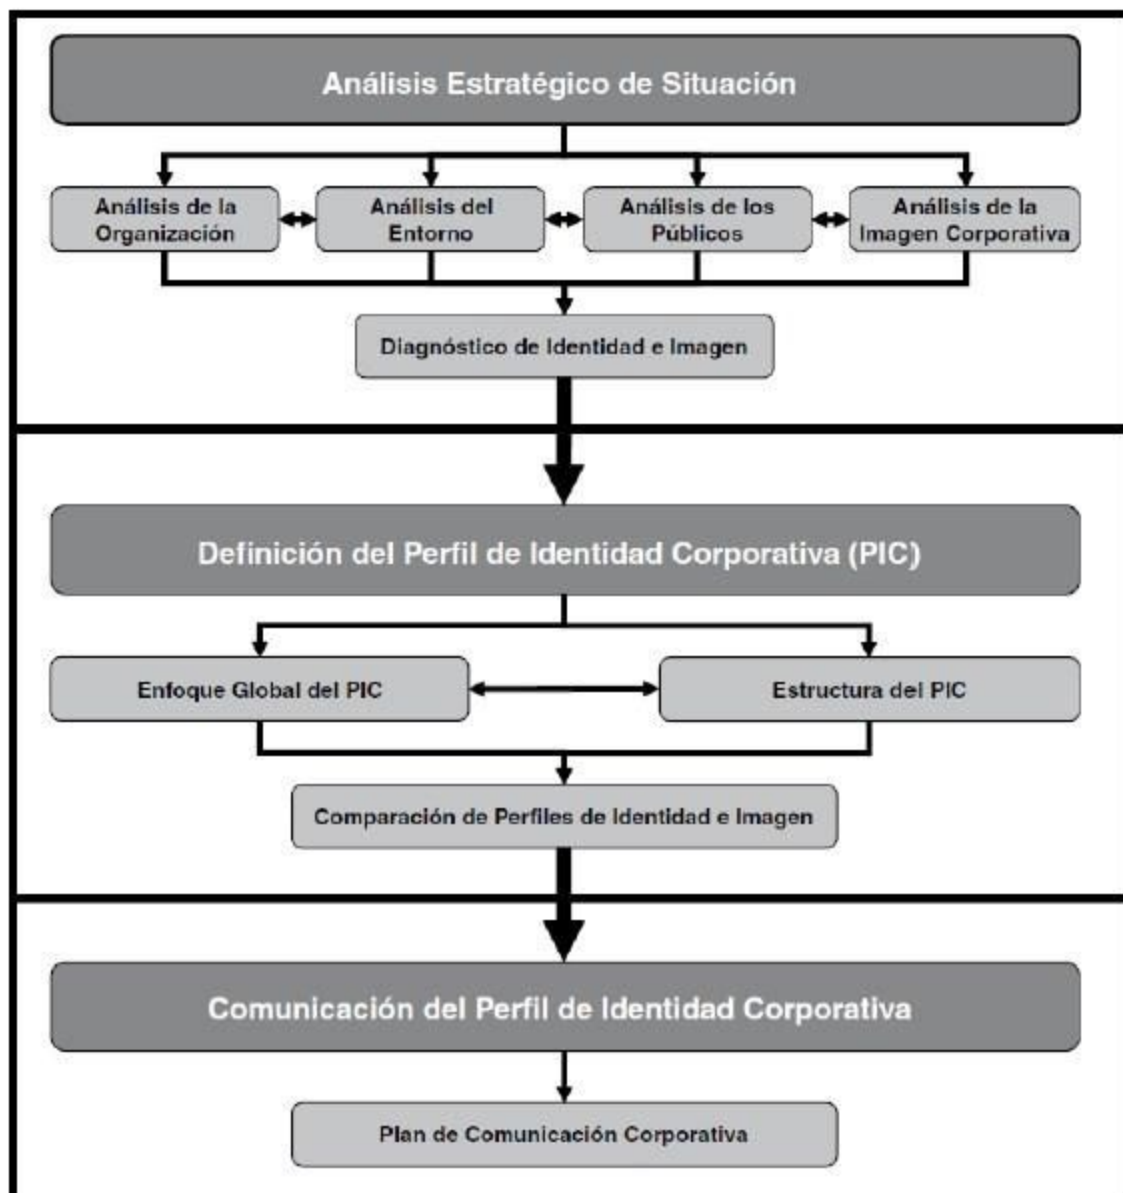 Análisis Estratégico de Situación
Análisis de la
Organización
Análisis del
Entorno
Análisis de los
Públicos
Análisis de la
Imagen Corporativa
Diagnóstico de Identidad e Imagen
Definición del Perfil de Identidad Corporativa (PIC)
Enfoque Global del PIC
Estructura del PIC
Comparación de Perfiles de Identidad e Imagen
Comunicación del Perfil de Identidad Corporativa
Plan de Comunicación Corporativa